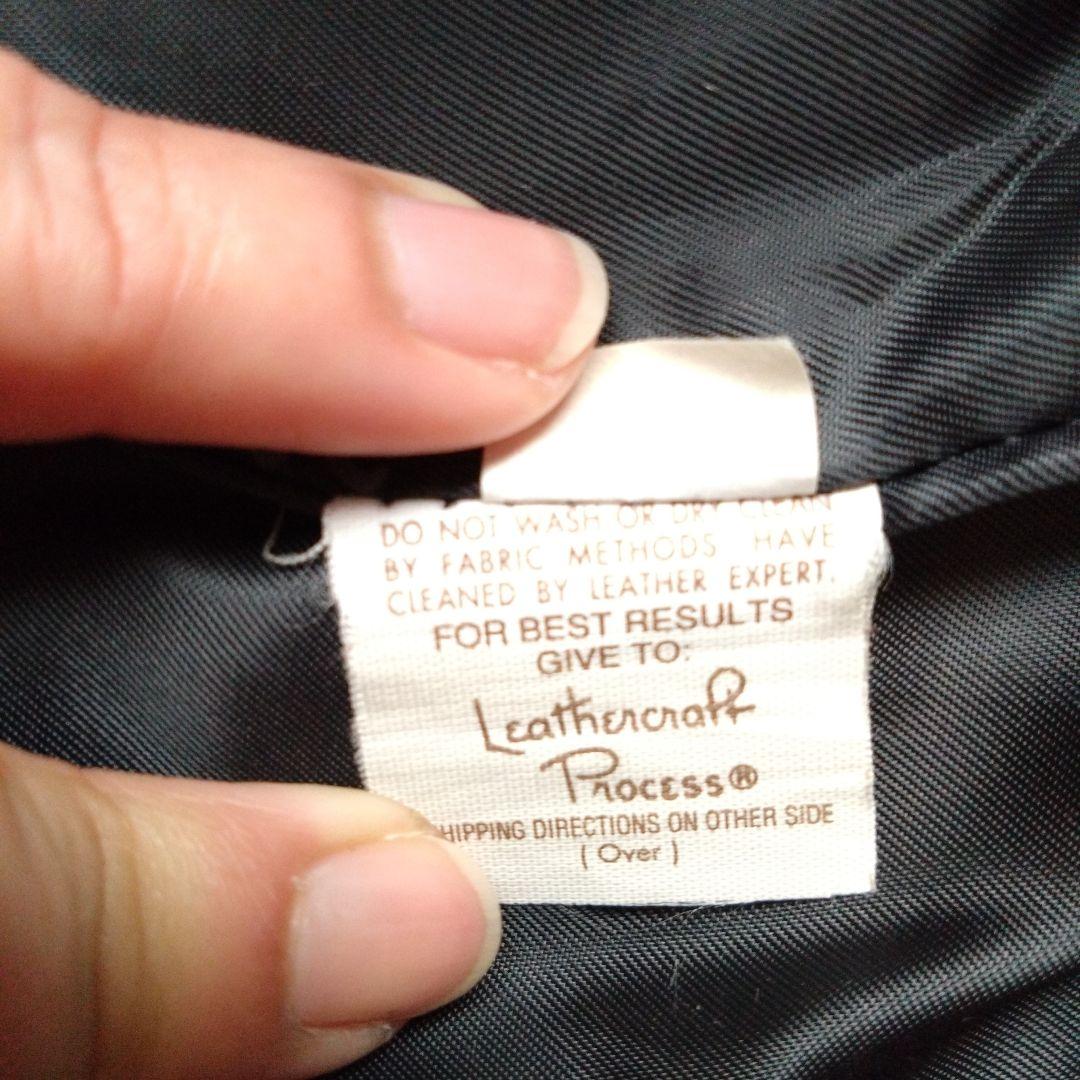 DO NOT WASH OR DRY CLEAN
BY FABRIC METHODS HAVE
CLEANED BY LEATHER EXPERT.
FOR BEST RESULTS
GIVE TO:
Leathercraft
Process®
HIPPING DIRECTIONS ON OTHER SIDE
( Over )